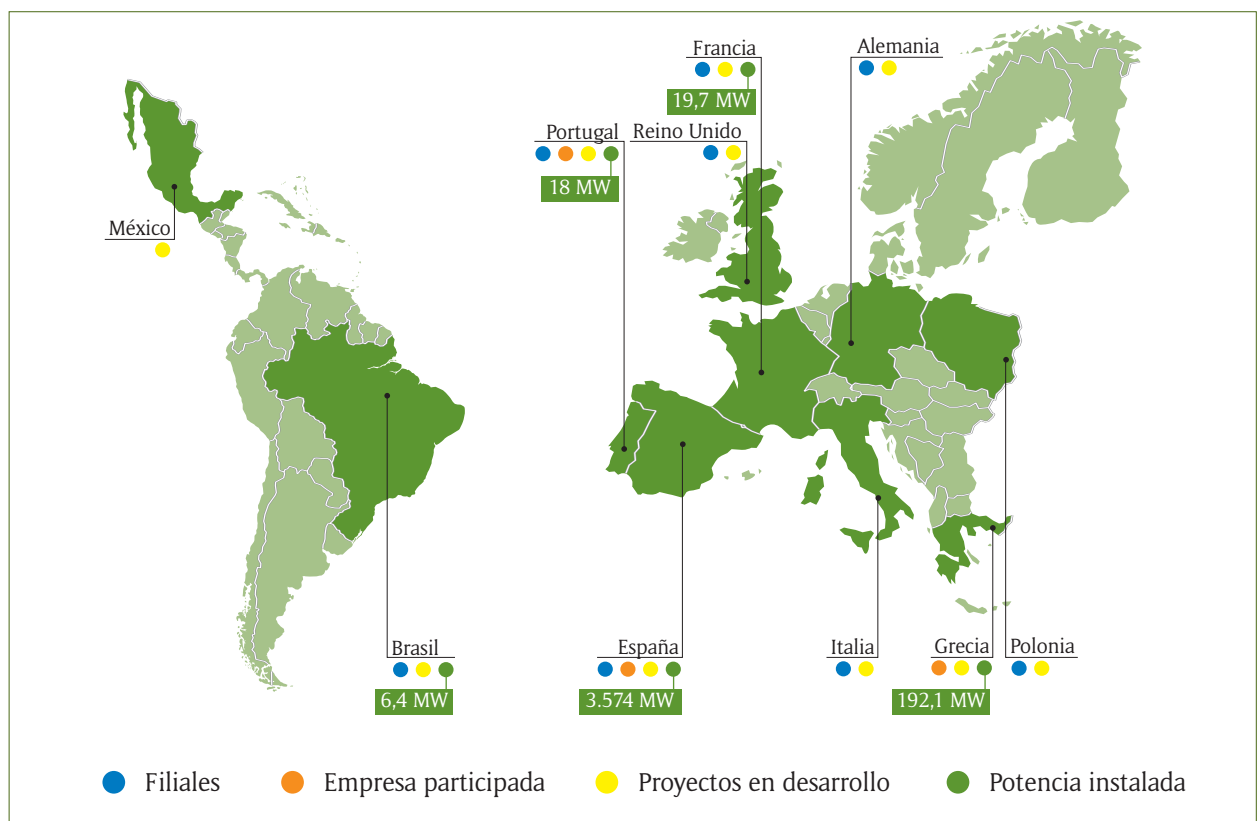 Francia
19,7 MW
Alemania
Portugal
18 MW
Reino Unido
México
Brasil
6,4 MW
España
3.574 MW
Italia
Grecia
192,1 MW
Polonia
Filiales
Empresa participada
Proyectos en desarrollo
Potencia instalada